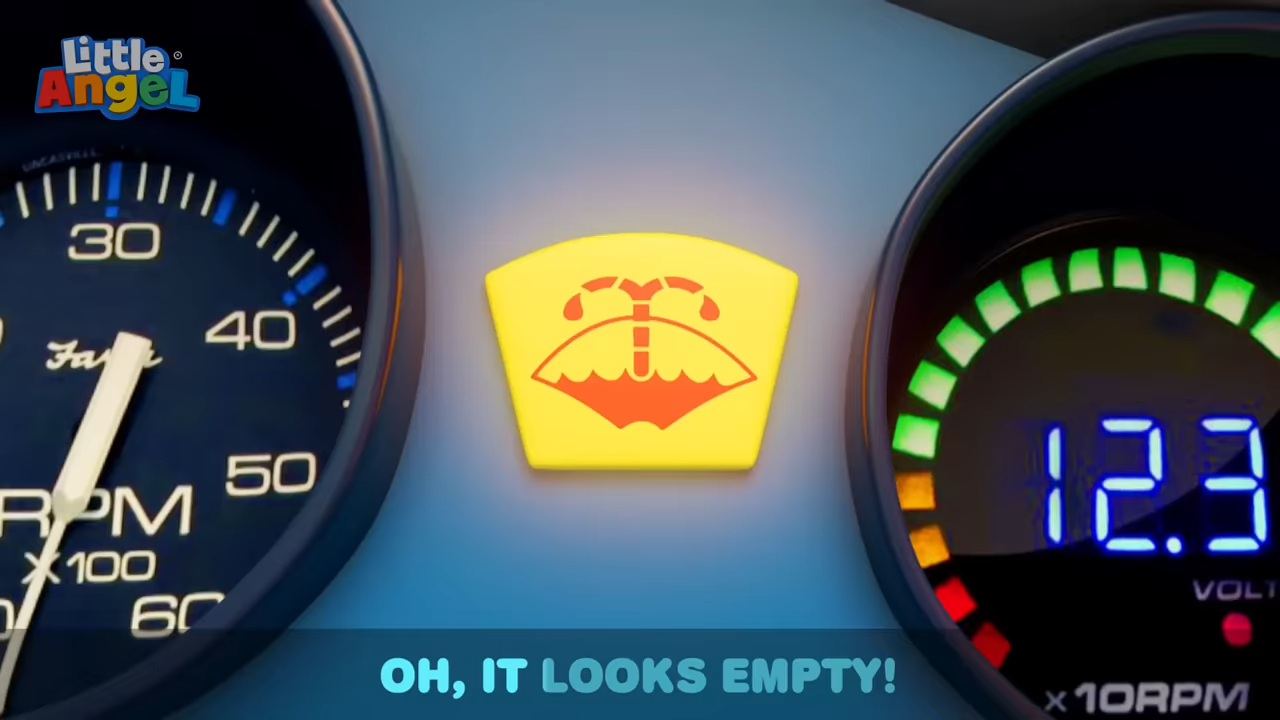 Little
Angel
30
40
50
RPM
X100
60
12.3
VOLT
x10RPM
OH, IT LOOKS EMPTY!